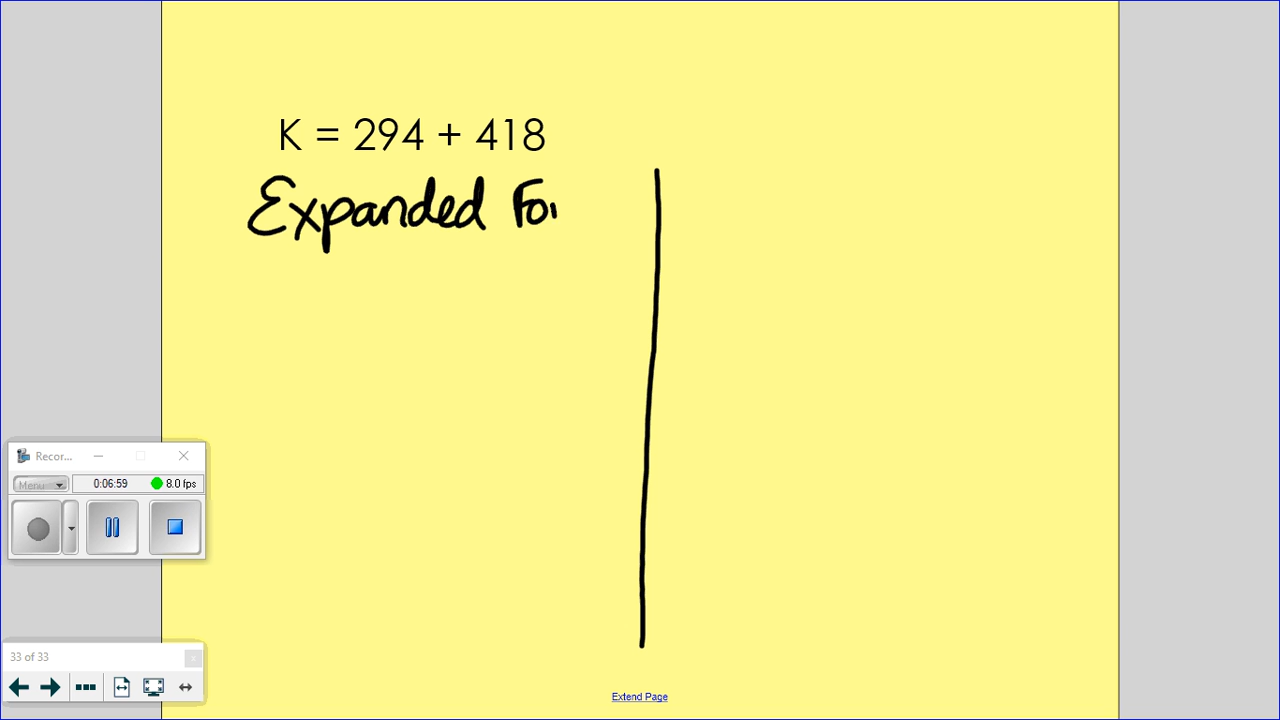 K = 294 + 418
Expanded Fo
Recor...
Menu
0:06:59
8.0 fps
33 of 33
Extend Page